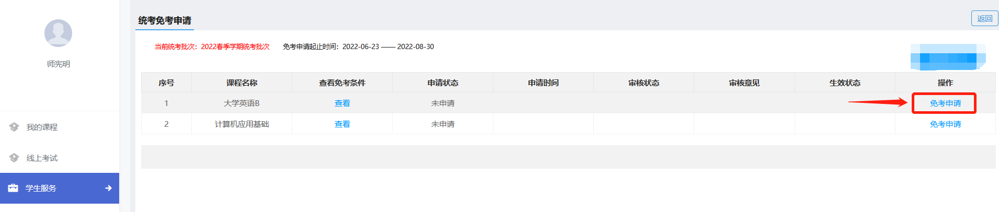 统考免考申请
返回
当前统考批次：2022春季学期统考批次 免考申请起止时间：2022-06-23 —— 2022-08-30
师宪明
序号 课程名称 查看免考条件 申请状态 申请时间 审核状态 审核意见 生效状态 操作
1 大学英语B 查看 未申请 免考申请
2 计算机应用基础 查看 未申请 免考申请
我的课程
线上考试
学生服务